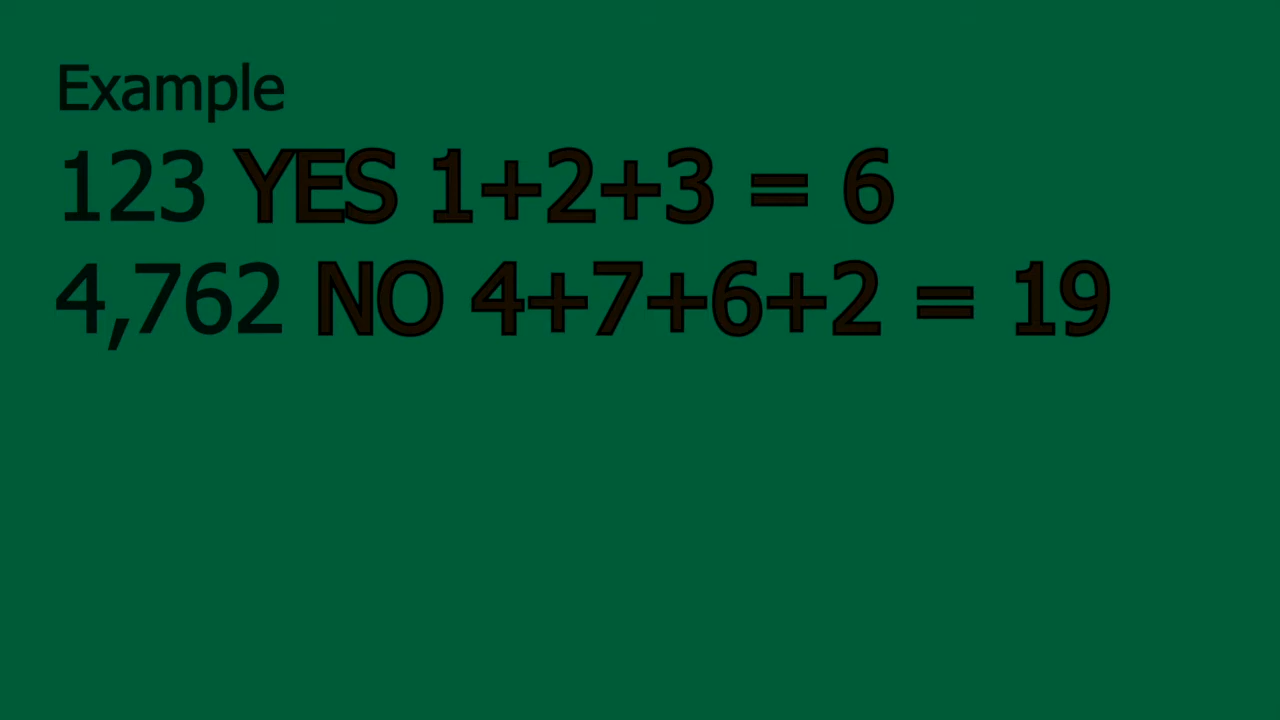 Example
123 YES 1+2+3 = 6
4,762 NO 4+7+6+2 = 19